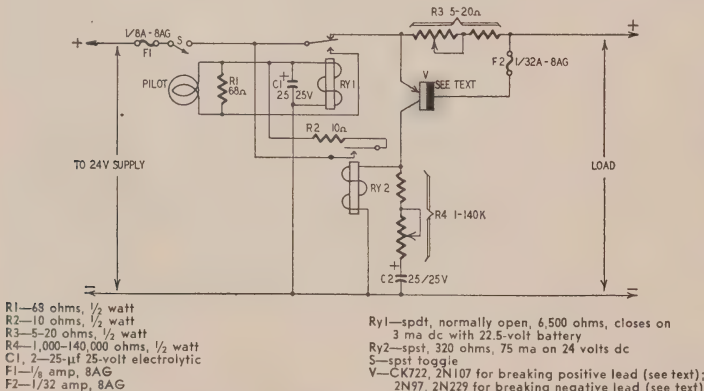 R3 5-20Ω
1/8A - 8AG
F1
S
+
+
F2 1/32A - 8AG
V
SEE TEXT
PILOT
R1
68Ω
C1
+
25
25V
RY1
R2 10Ω
TO 24V SUPPLY
LOAD
RY 2
R4 1-140K
+
C2 25/25V
−
−
R1—68 ohms, ½ watt
R2—10 ohms, ½ watt
R3—5-20 ohms, ½ watt
R4—1,000-140,000 ohms, ½ watt
C1, 2—25-μf 25-volt electrolytic
F1—⅛ amp, 8AG
F2—1/32 amp, 8AG
Ry1—spdt, normally open, 6,500 ohms, closes on
3 ma dc with 22.5-volt battery
Ry2—spst, 320 ohms, 75 ma on 24 volts dc
S—spst toggle
V—CK722, 2N107 for breaking positive lead (see text);
2N97, 2N229 for breaking negative lead (see text)